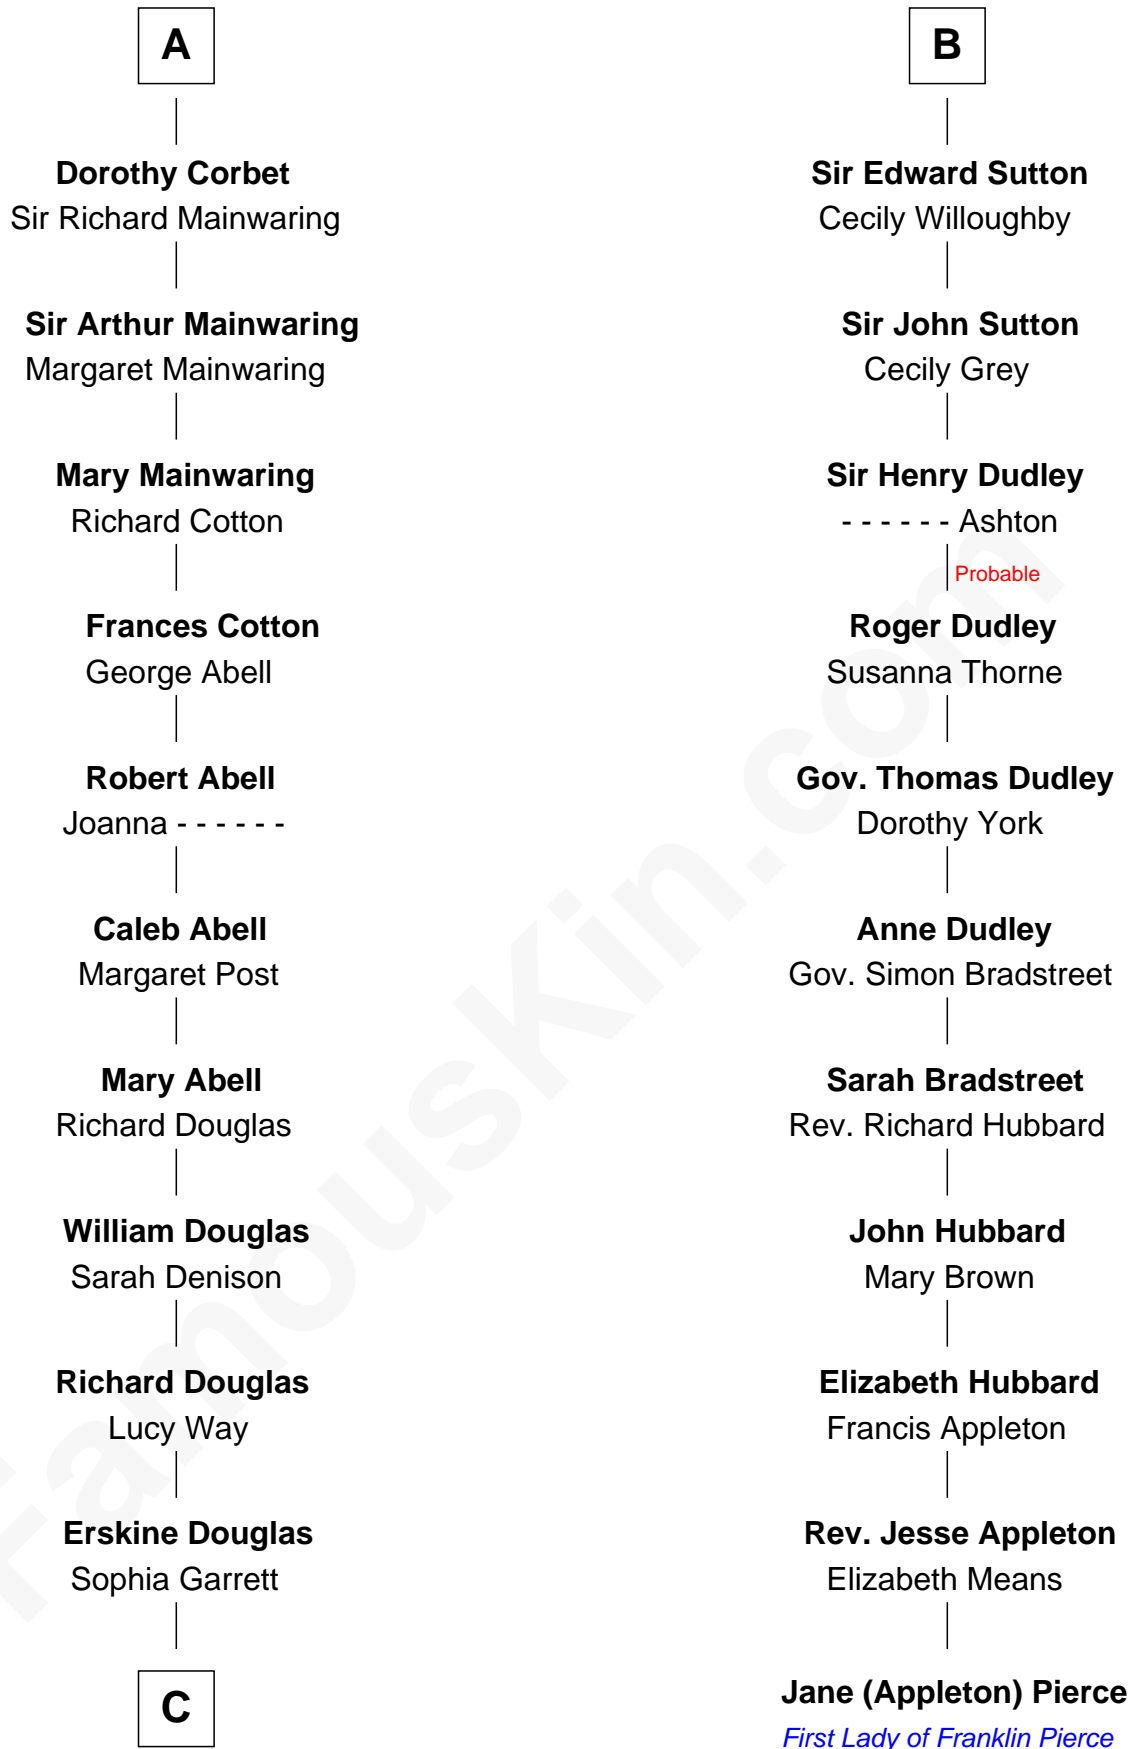 A
Dorothy Corbet
Sir Richard Mainwaring
Sir Arthur Mainwaring
Margaret Mainwaring
Mary Mainwaring
Richard Cotton
Frances Cotton
George Abell
Robert Abell
Joanna - - - - - -
Caleb Abell
Margaret Post
Mary Abell
Richard Douglas
William Douglas
Sarah Denison
Richard Douglas
Lucy Way
Erskine Douglas
Sophia Garrett
C
B
Sir Edward Sutton
Cecily Willoughby
Sir John Sutton
Cecily Grey
Sir Henry Dudley
- - - - - - Ashton
Probable
Roger Dudley
Susanna Thorne
Gov. Thomas Dudley
Dorothy York
Anne Dudley
Gov. Simon Bradstreet
Sarah Bradstreet
Rev. Richard Hubbard
John Hubbard
Mary Brown
Elizabeth Hubbard
Francis Appleton
Rev. Jesse Appleton
Elizabeth Means
Jane (Appleton) Pierce
First Lady of Franklin Pierce
FamousKin.com